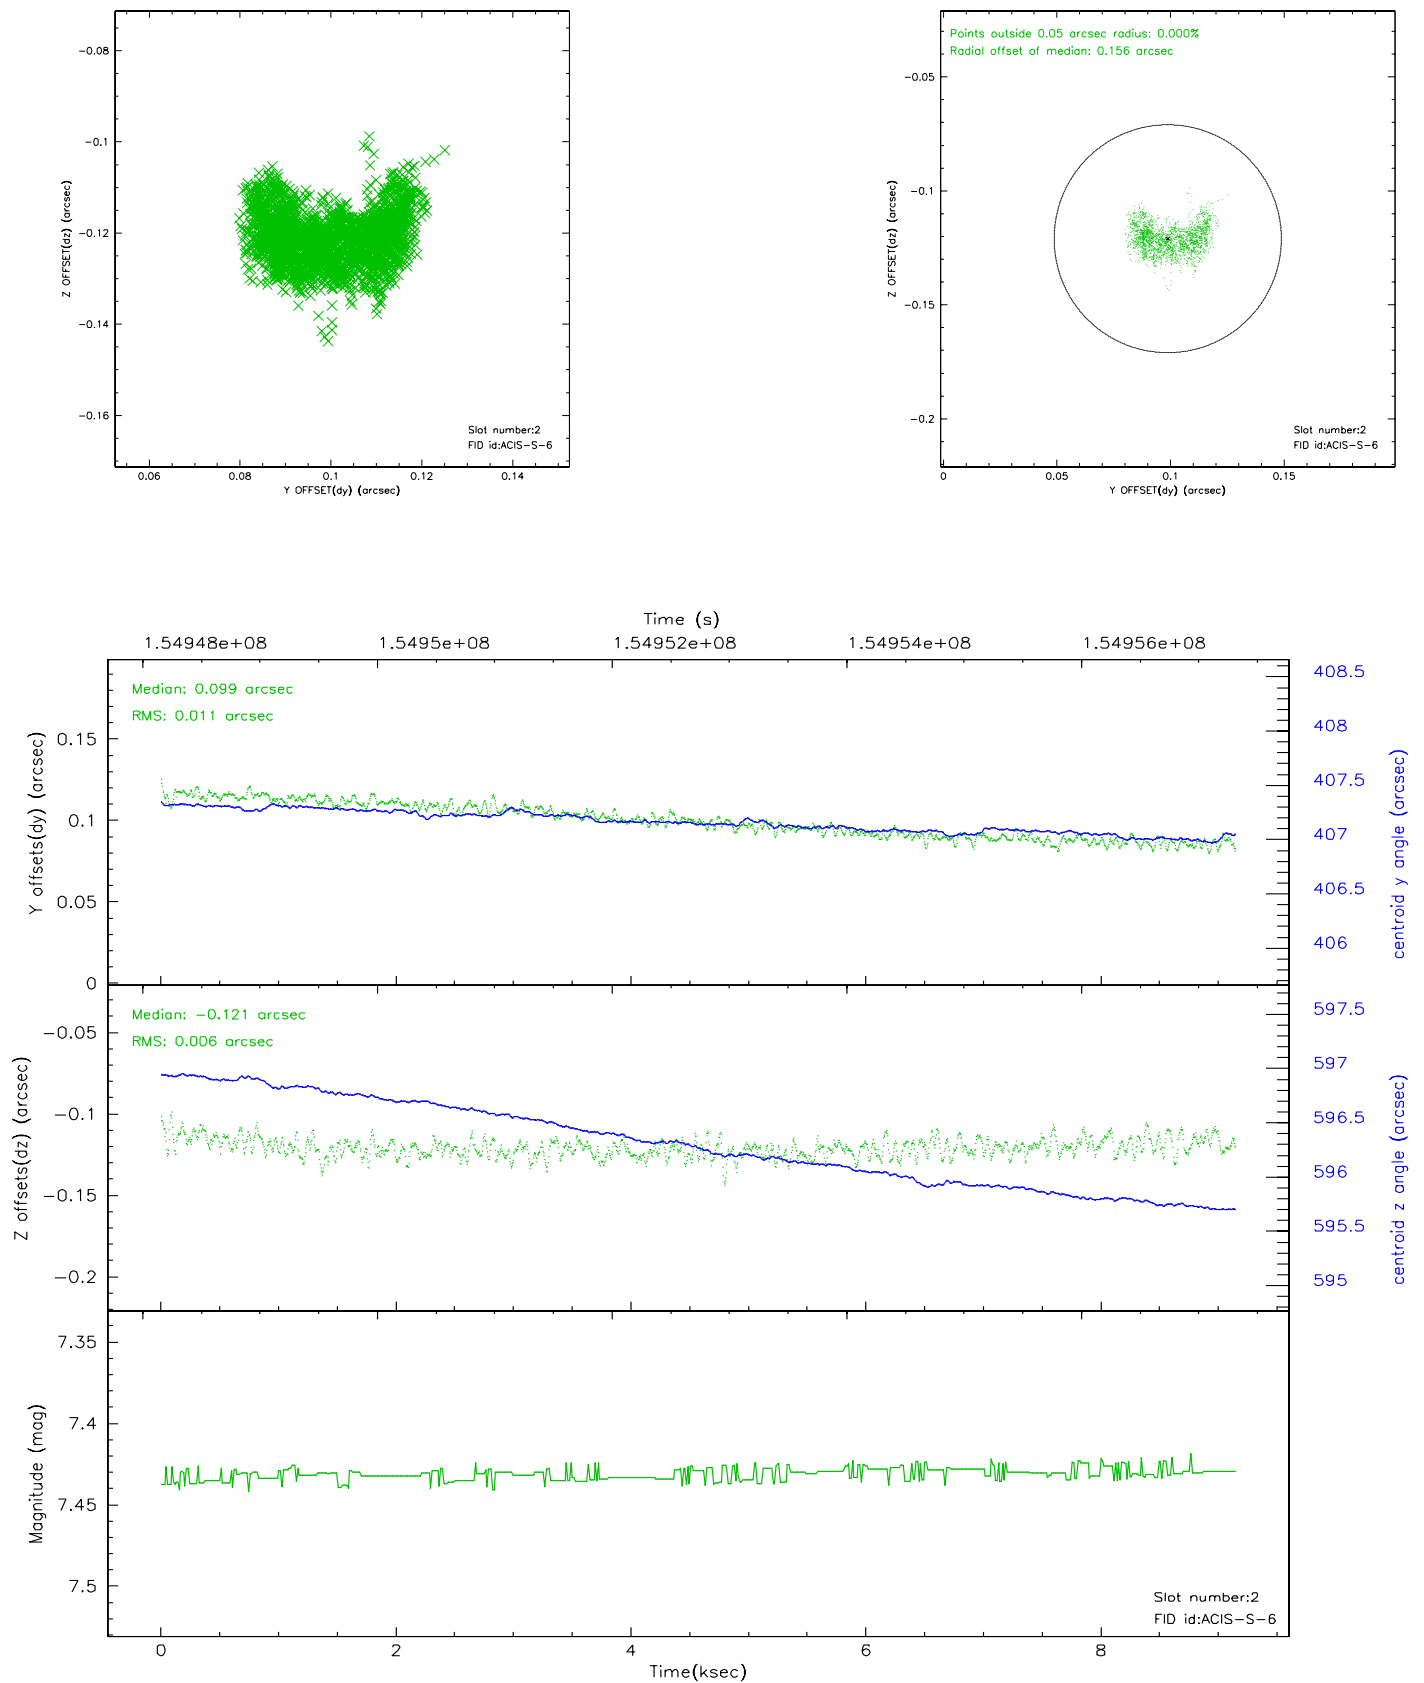 -0.08
-0.1
-0.12
-0.14
-0.16
Z OFFSET(dz) (arcsec)
Slot number:2
FID id:ACIS-S-6
0.06 0.08 0.1 0.12 0.14
Y OFFSET(dy) (arcsec)
Points outside 0.05 arcsec radius: 0.000%
Radial offset of median: 0.156 arcsec
-0.05
-0.1
-0.15
-0.2
Z OFFSET(dz) (arcsec)
Slot number:2
FID id:ACIS-S-6
0 0.05 0.1 0.15
Y OFFSET(dy) (arcsec)
Time (s)
1.54948e+08 1.5495e+08 1.54952e+08 1.54954e+08 1.54956e+08
Median: 0.099 arcsec
RMS: 0.011 arcsec
0.15
0.1
0.05
0
Y offsets(dy) (arcsec)
408.5
408
407.5
407
406.5
406
centroid y angle (arcsec)
Median: -0.121 arcsec
RMS: 0.006 arcsec
-0.05
-0.1
-0.15
-0.2
Z offsets(dz) (arcsec)
597.5
597
596.5
596
595.5
595
centroid z angle (arcsec)
7.35
7.4
7.45
7.5
Magnitude (mag)
Slot number:2
FID id:ACIS-S-6
0 2 4 6 8
Time(ksec)